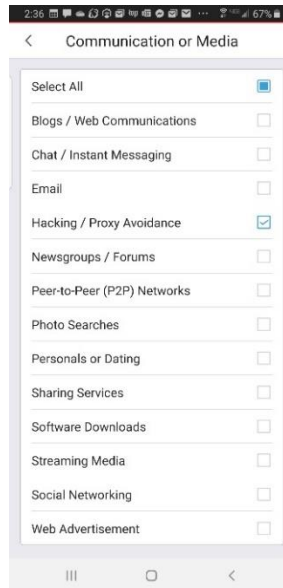 2:36
67%
Communication or Media
Select All
Blogs / Web Communications
Chat / Instant Messaging
Email
Hacking / Proxy Avoidance
Newsgroups / Forums
Peer-to-Peer (P2P) Networks
Photo Searches
Personals or Dating
Sharing Services
Software Downloads
Streaming Media
Social Networking
Web Advertisement